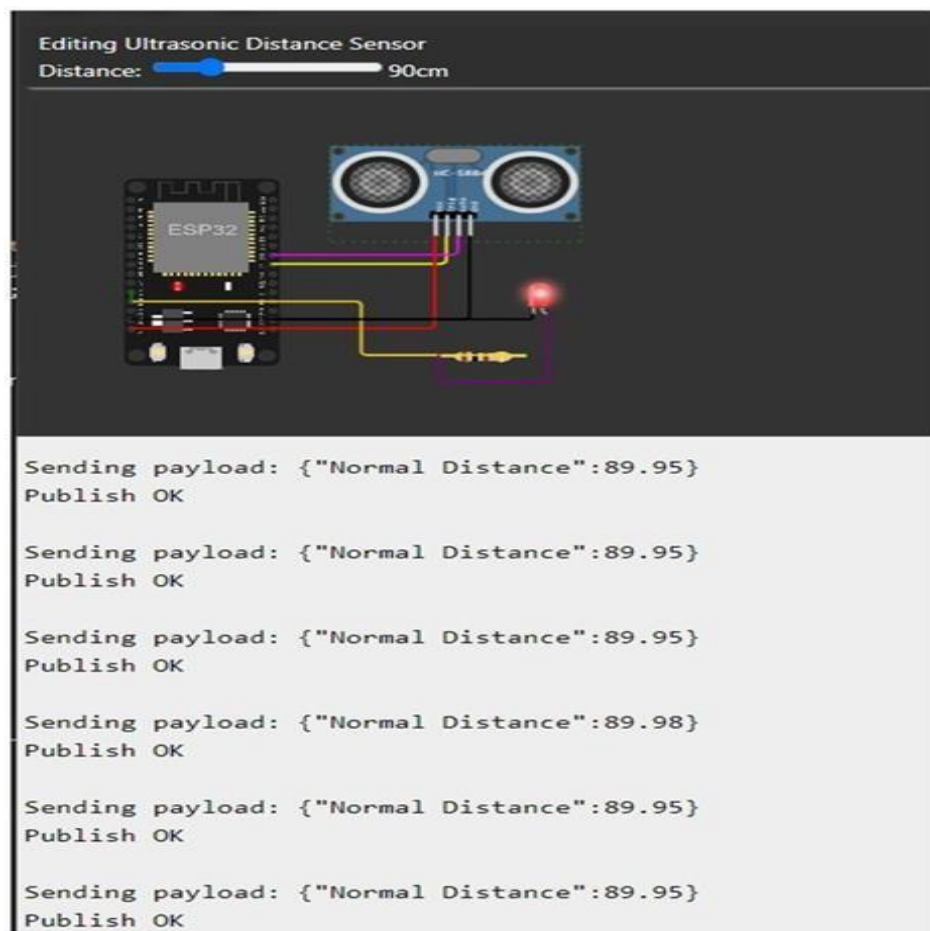 Editing Ultrasonic Distance Sensor
Distance: 90cm
ESP32
Sending payload: {"Normal Distance":89.95}
Publish OK
Sending payload: {"Normal Distance":89.95}
Publish OK
Sending payload: {"Normal Distance":89.95}
Publish OK
Sending payload: {"Normal Distance":89.98}
Publish OK
Sending payload: {"Normal Distance":89.95}
Publish OK
Sending payload: {"Normal Distance":89.95}
Publish OK